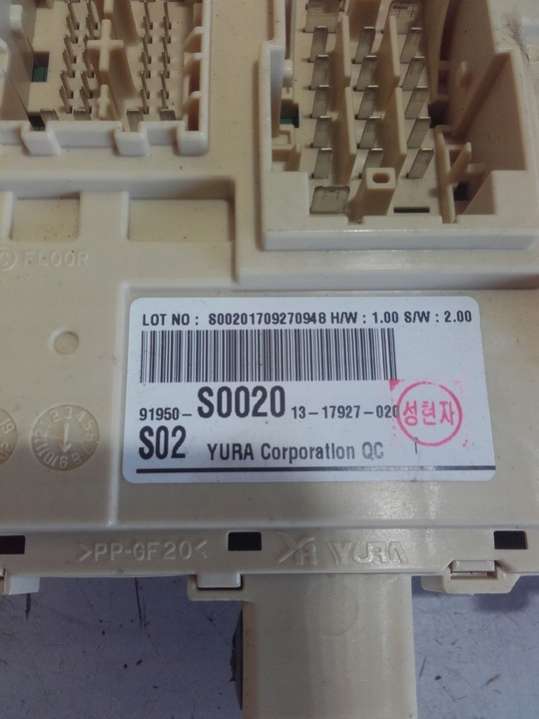 FLOOR
LOT NO : S00201709270948 H/W : 1.00 S/W : 2.00
91950- S0020 13-17927-020
성현자
S02 YURA Corporation QC
>PP-GF20< YURA